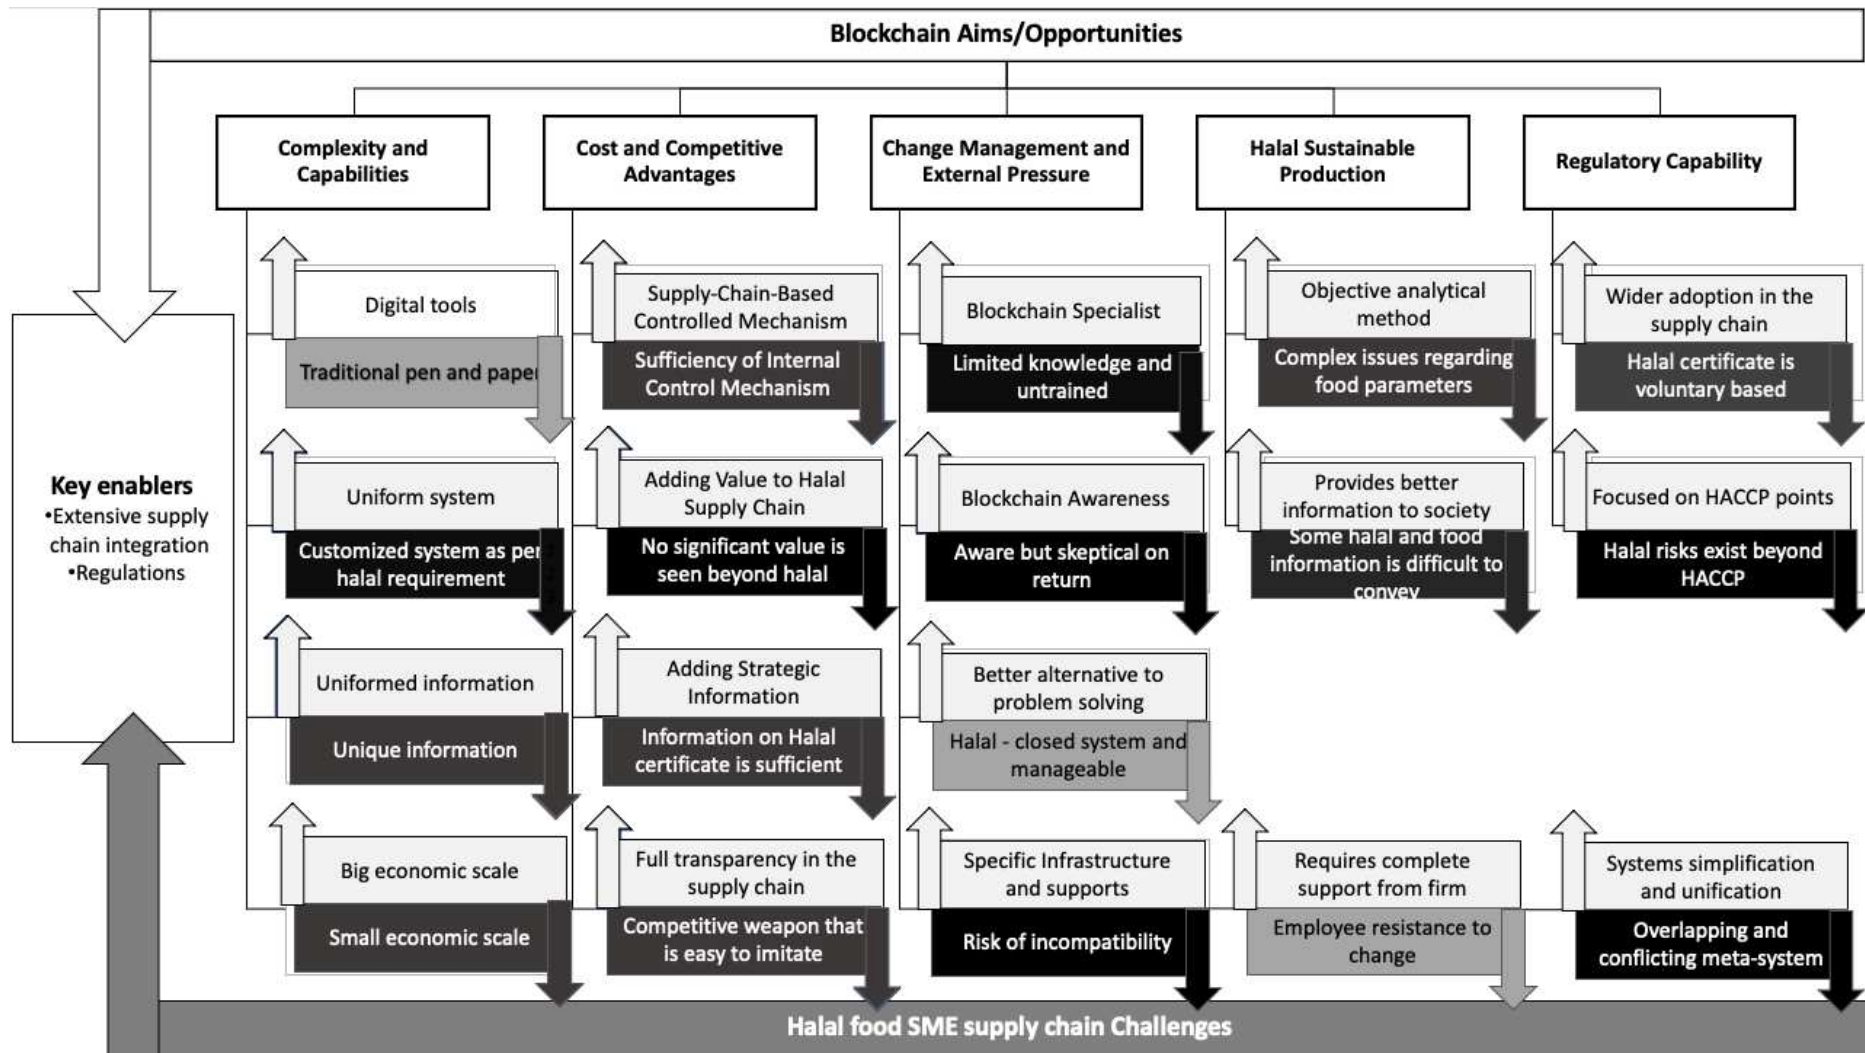 Blockchain Aims/Opportunities
Complexity and
Capabilities
Cost and Competitive
Advantages
Change Management and
External Pressure
Halal Sustainable
Production
Regulatory Capability
Key enablers
•Extensive supply
chain integration
•Regulations
Digital tools
Traditional pen and paper
Uniform system
Customized system as per
halal requirement
Uniformed information
Unique information
Big economic scale
Small economic scale
Supply-Chain-Based
Controlled Mechanism
Sufficiency of Internal
Control Mechanism
Adding Value to Halal
Supply Chain
No significant value is
seen beyond halal
Adding Strategic
Information
Information on Halal
certificate is sufficient
Full transparency in the
supply chain
Competitive weapon that
is easy to imitate
Blockchain Specialist
Limited knowledge and
untrained
Blockchain Awareness
Aware but skeptical on
return
Better alternative to
problem solving
Halal - closed system and
manageable
Specific Infrastructure
and supports
Risk of incompatibility
Requires complete
support from firm
Employee resistance to
change
Systems simplification
and unification
Overlapping and
conflicting meta-system
Objective analytical
method
Complex issues regarding
food parameters
Provides better
information to society
Some halal and food
information is difficult to
convey
Wider adoption in the
supply chain
Halal certificate is
voluntary based
Focused on HACCP points
Halal risks exist beyond
HACCP
Halal food SME supply chain Challenges